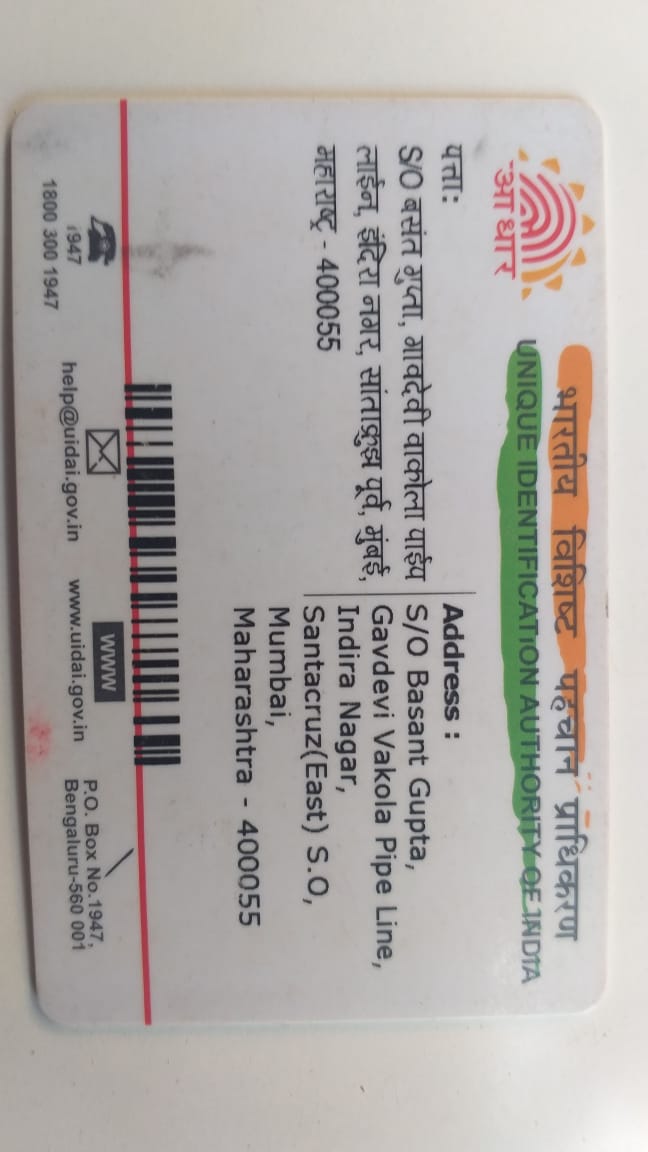 भारतीय विशिष्ट पहचान प्राधिकरण
UNIQUE IDENTIFICATION AUTHORITY OF INDIA
आधार
पत्ता:
S/O बसंत गुप्ता, गावदेवी वाकोला पाईप
लाईन, इंदिरा नगर, सांताक्रुझ पूर्व, मुंबई,
महाराष्ट्र - 400055
Address :
S/O Basant Gupta,
Gavdevi Vakola Pipe Line,
Indira Nagar,
Santacruz(East) S.O,
Mumbai,
Maharashtra - 400055
1947
1800 300 1947
help@uidai.gov.in
WWW
www.uidai.gov.in
P.O. Box No.1947,
Bengaluru-560 001